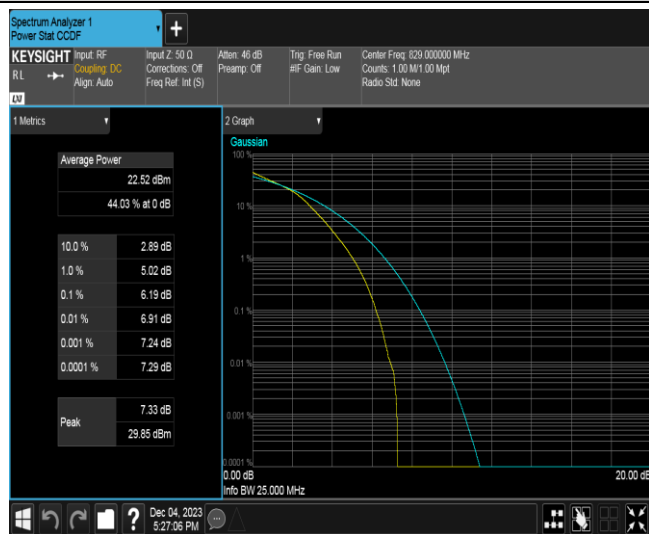 Spectrum Analyzer 1
Power Stat CCDF
+
KEYSIGHT
RL
LXI
Input: RF
Coupling: DC
Align: Auto
Input Z: 50 Ω
Corrections: Off
Freq Ref: Int (S)
Atten: 46 dB
Preamp: Off
Trig: Free Run
#IF Gain: Low
Center Freq: 829.000000 MHz
Counts: 1.00 M/1.00 Mpt
Radio Std: None
1 Metrics
Average Power
22.52 dBm
44.03 % at 0 dB
10.0 % 2.89 dB
1.0 % 5.02 dB
0.1 % 6.19 dB
0.01 % 6.91 dB
0.001 % 7.24 dB
0.0001 % 7.29 dB
Peak
7.33 dB
29.85 dBm
2 Graph
Gaussian
100 %
10 %
1 %
0.1 %
0.01 %
0.001 %
0.0001 %
0.00 dB 20.00 dB
Info BW 25.000 MHz
?
Dec 04, 2023
5:27:06 PM